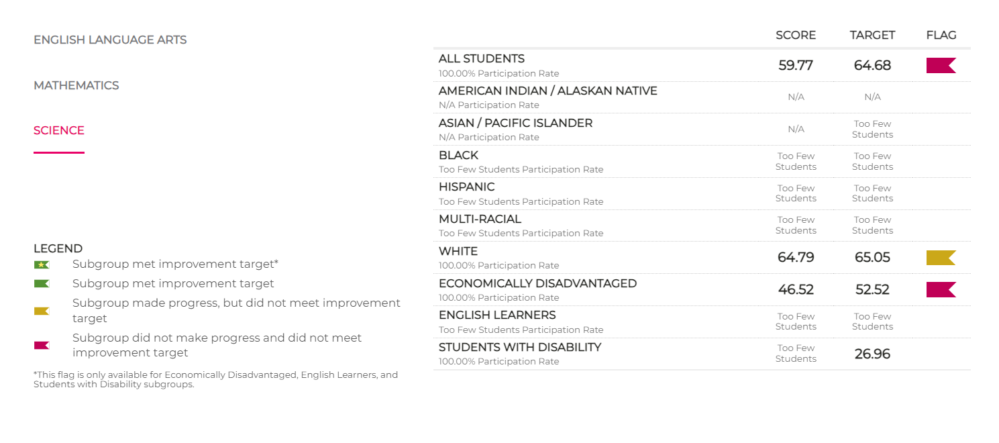 ENGLISH LANGUAGE ARTS
MATHEMATICS
SCIENCE
LEGEND
Subgroup met improvement target*
Subgroup met improvement target
Subgroup made progress, but did not meet improvement
target
Subgroup did not make progress and did not meet
improvement target
*This flag is only available for Economically Disadvantaged, English Learners, and
Students with Disability subgroups.
SCORE TARGET FLAG
ALL STUDENTS
100.00% Participation Rate
59.77 64.68
AMERICAN INDIAN / ALASKAN NATIVE
N/A Participation Rate
N/A N/A
ASIAN / PACIFIC ISLANDER
N/A Participation Rate
N/A Too Few
Students
BLACK
Too Few Students Participation Rate
Too Few Too Few
Students Students
HISPANIC
Too Few Students Participation Rate
Too Few Too Few
Students Students
MULTI-RACIAL
Too Few Students Participation Rate
Too Few Too Few
Students Students
WHITE
100.00% Participation Rate
64.79 65.05
ECONOMICALLY DISADVANTAGED
100.00% Participation Rate
46.52 52.52
ENGLISH LEARNERS
Too Few Students Participation Rate
Too Few Too Few
Students Students
STUDENTS WITH DISABILITY
100.00% Participation Rate
Too Few
Students 26.96